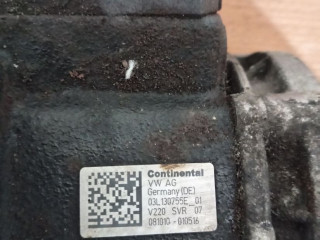 Continental
VW AG
Germany(DE)
03L130755E_01
V220 SVR 07
081010-010516